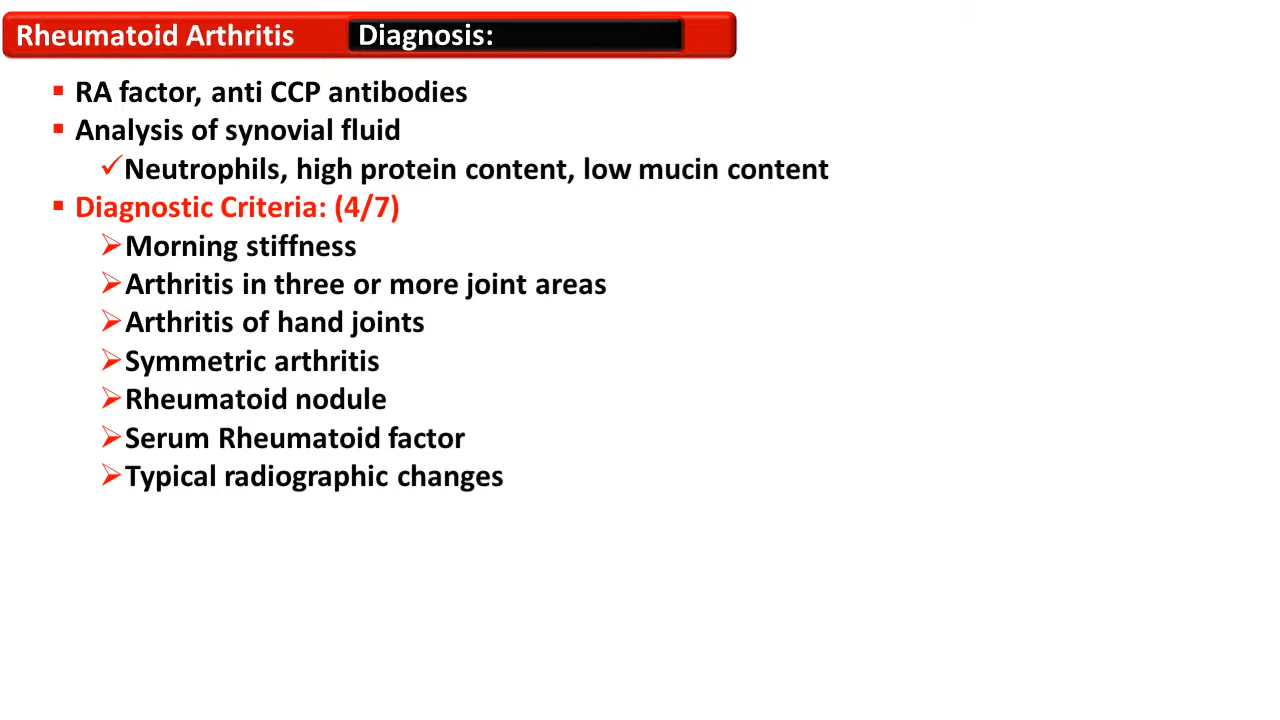 Rheumatoid Arthritis Diagnosis:
RA factor, anti CCP antibodies
Analysis of synovial fluid
Neutrophils, high protein content, low mucin content
Diagnostic Criteria: (4/7)
Morning stiffness
Arthritis in three or more joint areas
Arthritis of hand joints
Symmetric arthritis
Rheumatoid nodule
Serum Rheumatoid factor
Typical radiographic changes